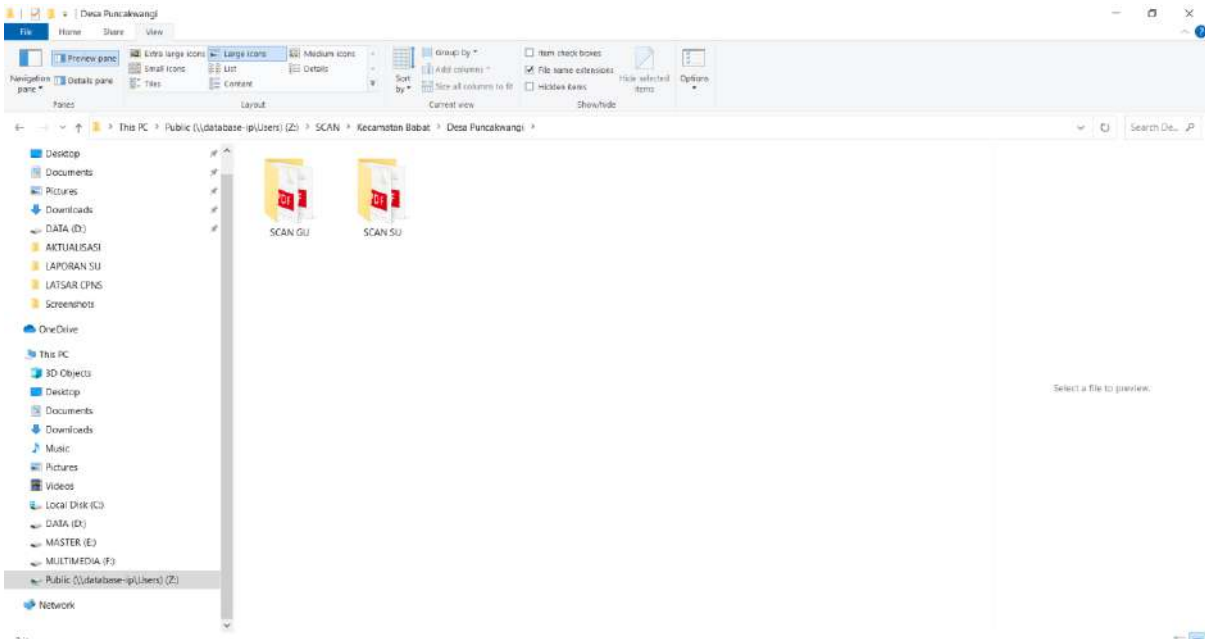 Desa Puncakwangi
File Home Share View
Navigation pane
Preview pane
Details pane
Extra large icons Large icons Medium icons
Small icons List Details
Tiles Content
Sort by
Group by
Add columns
Size all columns to fit
Item check boxes
File name extensions
Hidden items
Hide selected items
Options
Panes Layout Current view Show/hide
This PC > Public (\\database-ip\Users) (Z:) > SCAN > Kecamatan Babat > Desa Puncakwangi >
Search De...
Desktop
Documents
Pictures
Downloads
DATA (D:)
AKTUALISASI
LAPORAN SU
LATSAR CPNS
Screenshots
OneDrive
This PC
3D Objects
Desktop
Documents
Downloads
Music
Pictures
Videos
Local Disk (C:)
DATA (D:)
MASTER (E:)
MULTIMEDIA (F:)
Public (\\database-ip\Users) (Z:)
Network
PDF
SCAN GU
SCAN SU
Select a file to preview.